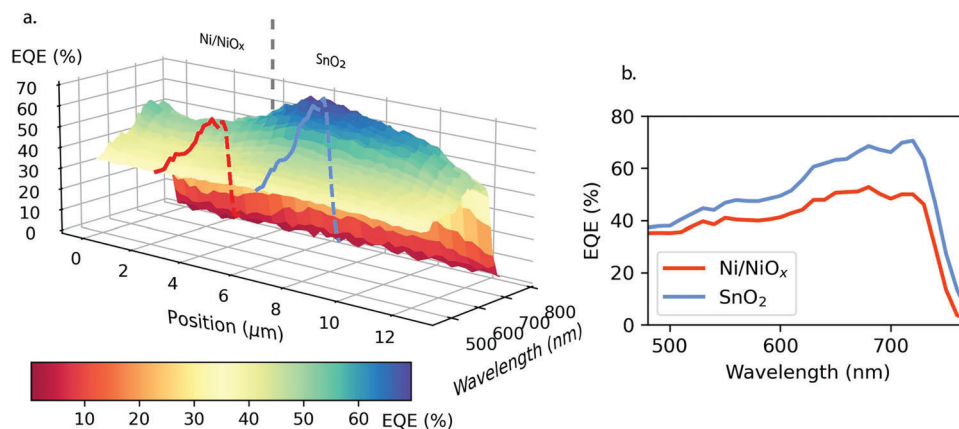 a.
Ni/NiOₓ
SnO₂
EQE (%)
70
60
50
40
30
20
10
0
0
2
4
6
8
10
12
Position (μm)
500
600
700
800
Wavelength (nm)
10 20 30 40 50 60 EQE (%)
b.
80
60
40
20
0
EQE (%)
Ni/NiOₓ
SnO₂
500 600 700
Wavelength (nm)